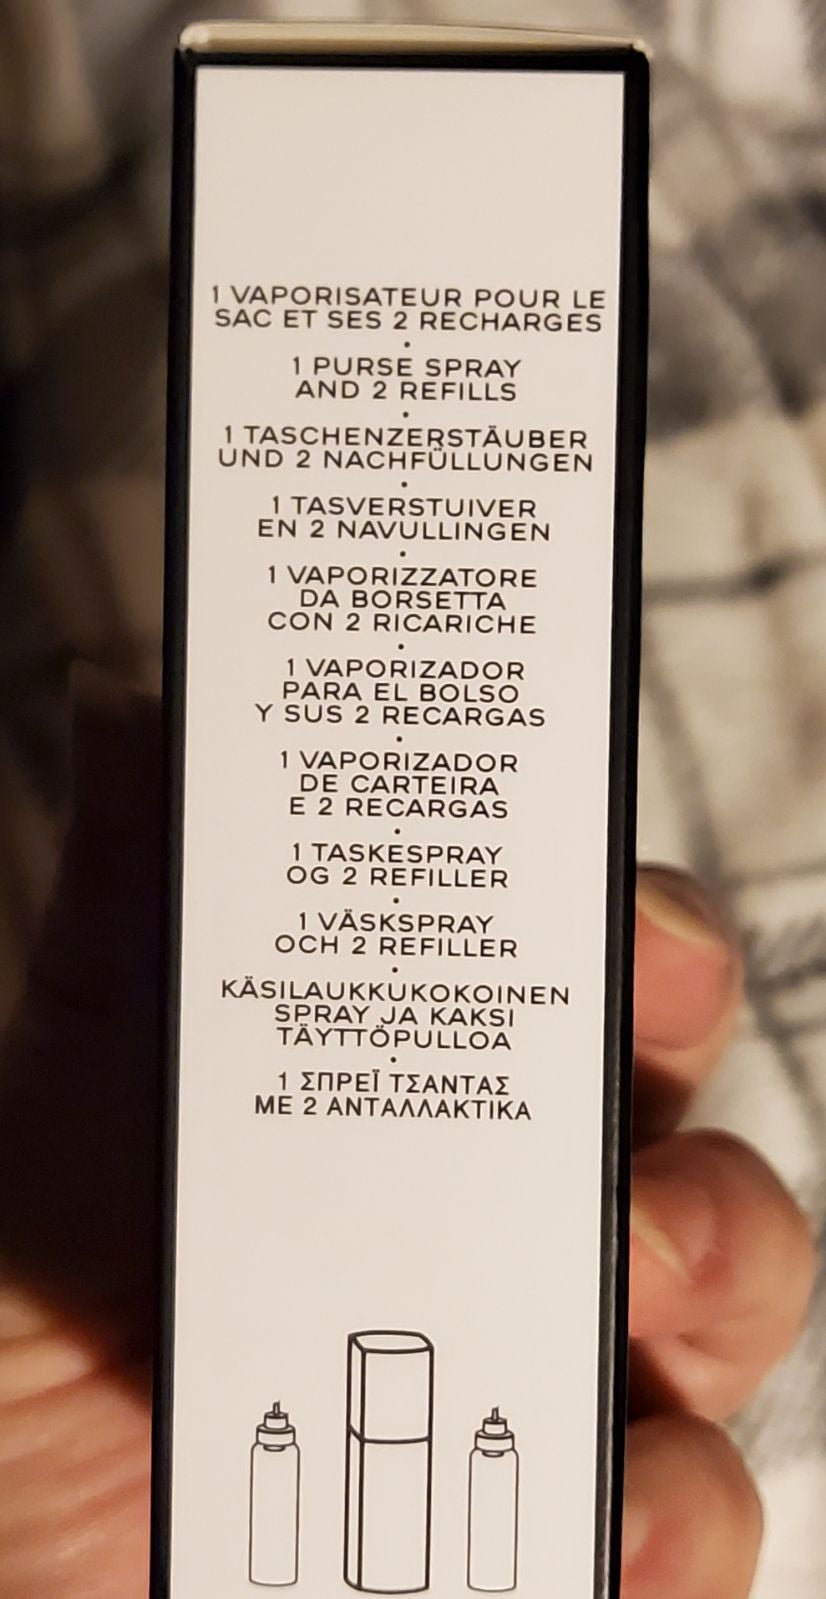 1 VAPORISATEUR POUR LE
SAC ET SES 2 RECHARGES
•
1 PURSE SPRAY
AND 2 REFILLS
•
1 TASCHENZERSTÄUBER
UND 2 NACHFÜLLUNGEN
•
1 TASVERSTUIVER
EN 2 NAVULLINGEN
•
1 VAPORIZZATORE
DA BORSETTA
CON 2 RICARICHE
•
1 VAPORIZADOR
PARA EL BOLSO
Y SUS 2 RECARGAS
•
1 VAPORIZADOR
DE CARTEIRA
E 2 RECARGAS
•
1 TASKESPRAY
OG 2 REFILLER
•
1 VÄSKSPRAY
OCH 2 REFILLER
•
KÄSILAUKKUKOKOINEN
SPRAY JA KAKSI
TÄYTTÖPULLOA
•
1 ΣΠΡΕΪ ΤΣΑΝΤΑΣ
ΜΕ 2 ΑΝΤΑΛΛΑΚΤΙΚΑ